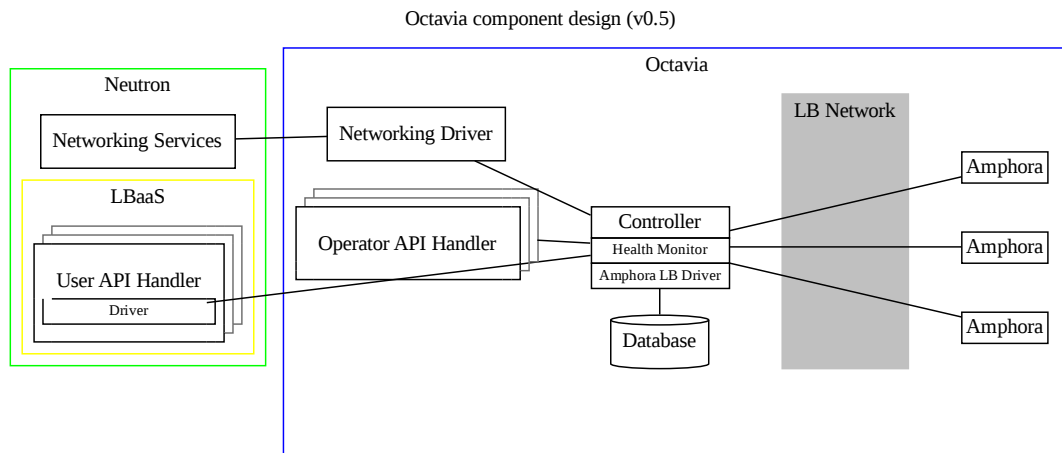 Octavia component design (v0.5)
Octavia
Neutron
LB Network
Networking Services
Networking Driver
Amphora
LBaaS
Controller
Operator API Handler
Health Monitor
Amphora
User API Handler
Amphora LB Driver
Driver
Database
Amphora